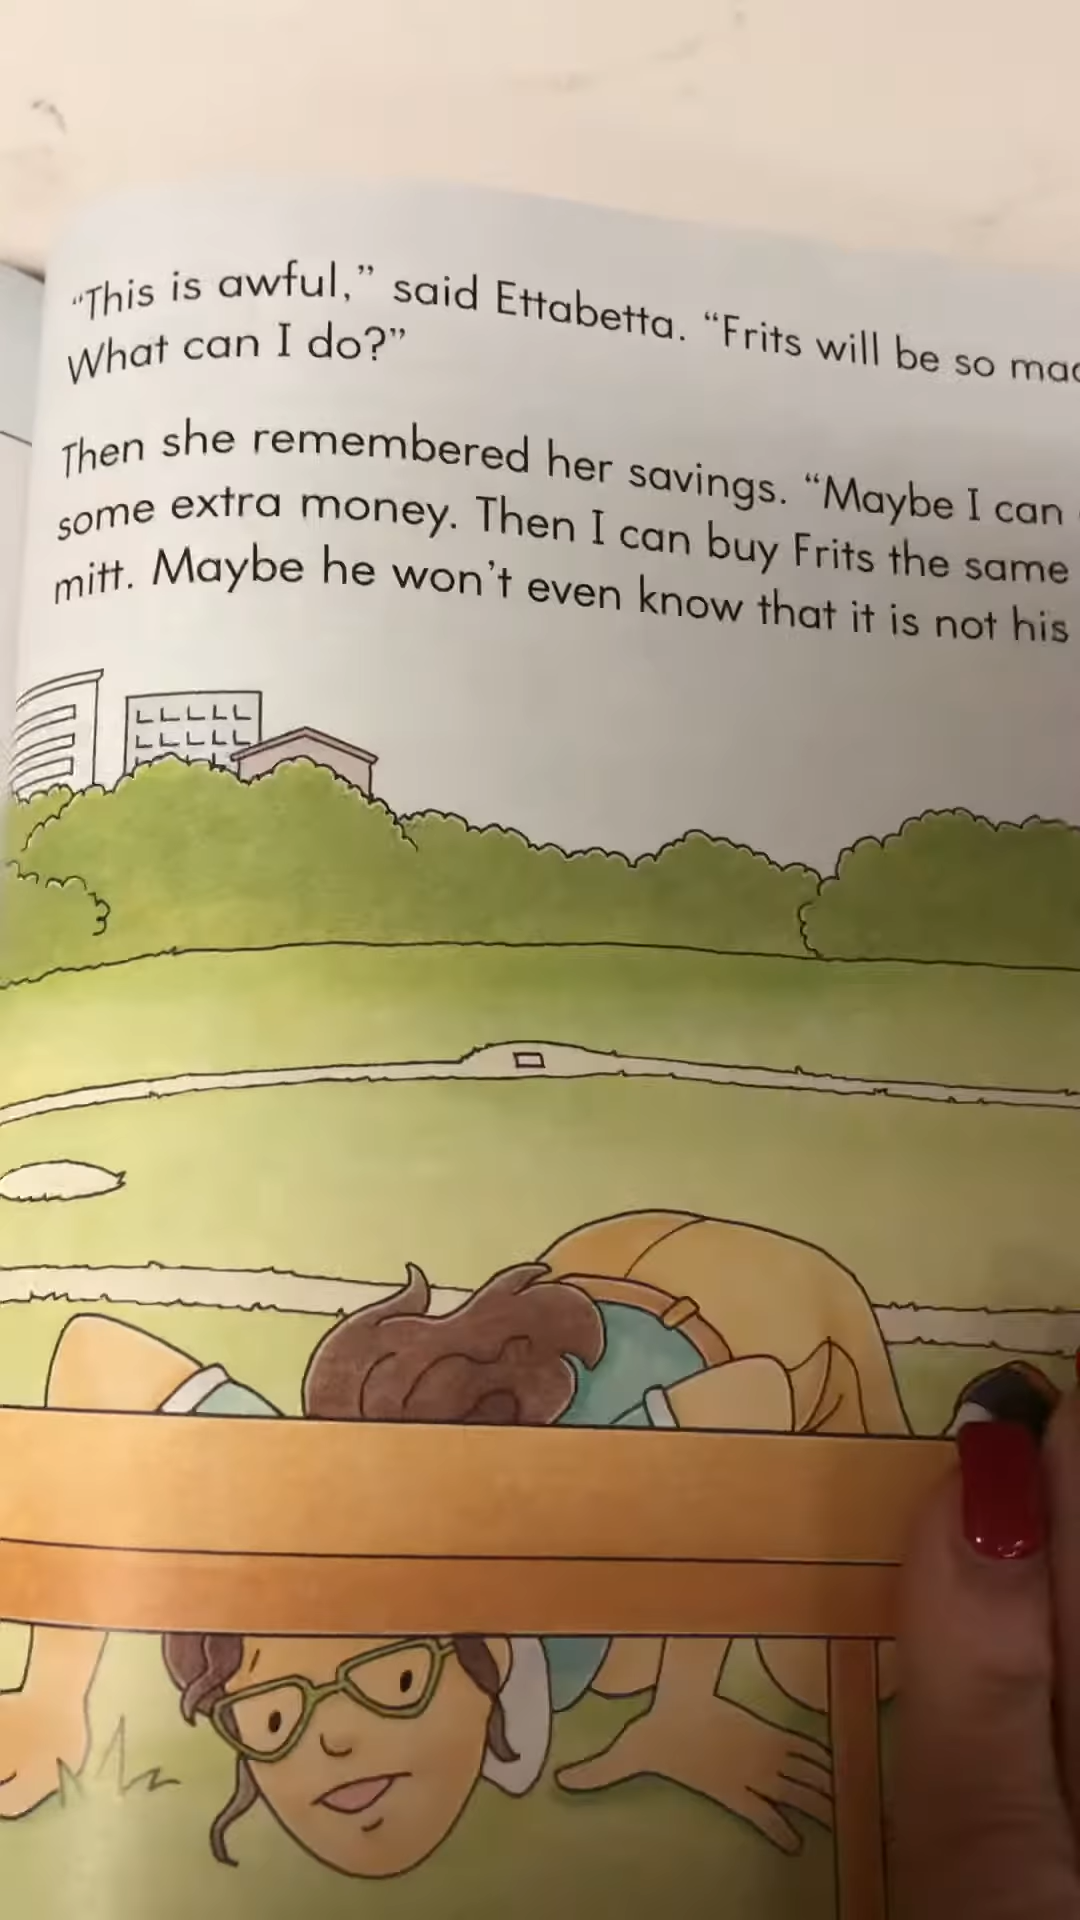 “This is awful,” said Ettabetta. “Frits will be so
What can I do?”
Then she remembered her savings. “Maybe I can
some extra money. Then I can buy Frits the same
mitt. Maybe he won’t even know that it is not his